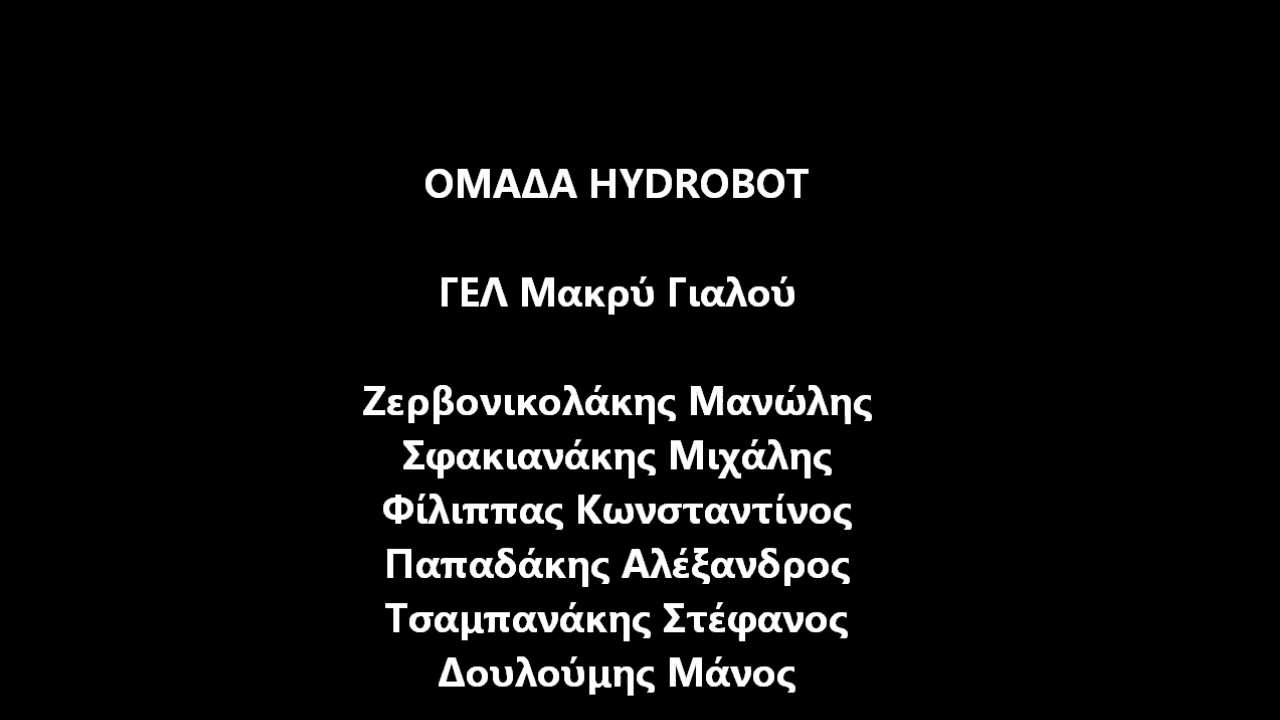 ΟΜΑΔΑ HYDROBOT
ΓΕΛ Μακρύ Γιαλού
Ζερβονικολάκης Μανώλης
Σφακιανάκης Μιχάλης
Φίλιππας Κωνσταντίνος
Παπαδάκης Αλέξανδρος
Τσαμπανάκης Στέφανος
Δουλούμης Μάνος